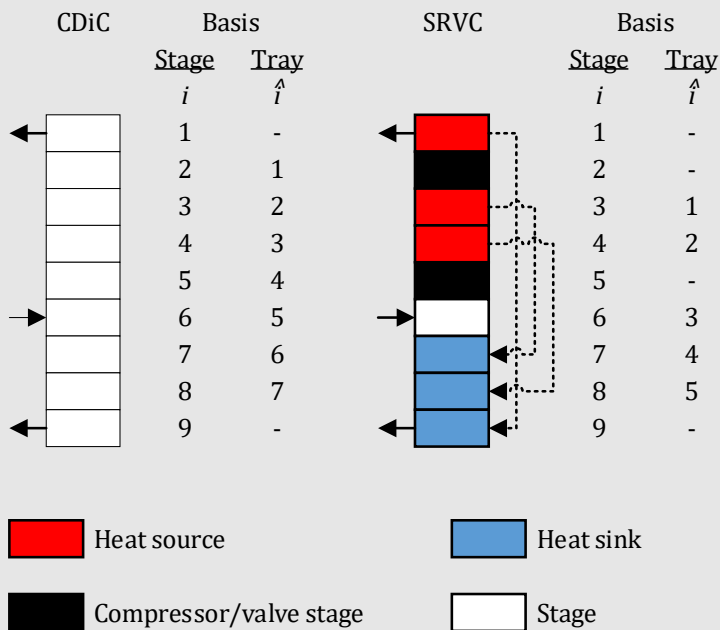 CDiC Basis SRVC Basis
Stage Tray Stage Tray
i î i î
1 - 1 -
2 1 2 -
3 2 3 1
4 3 4 2
5 4 5 -
6 5 6 3
7 6 7 4
8 7 8 5
9 - 9 -
Heat source Heat sink
Compressor/valve stage Stage